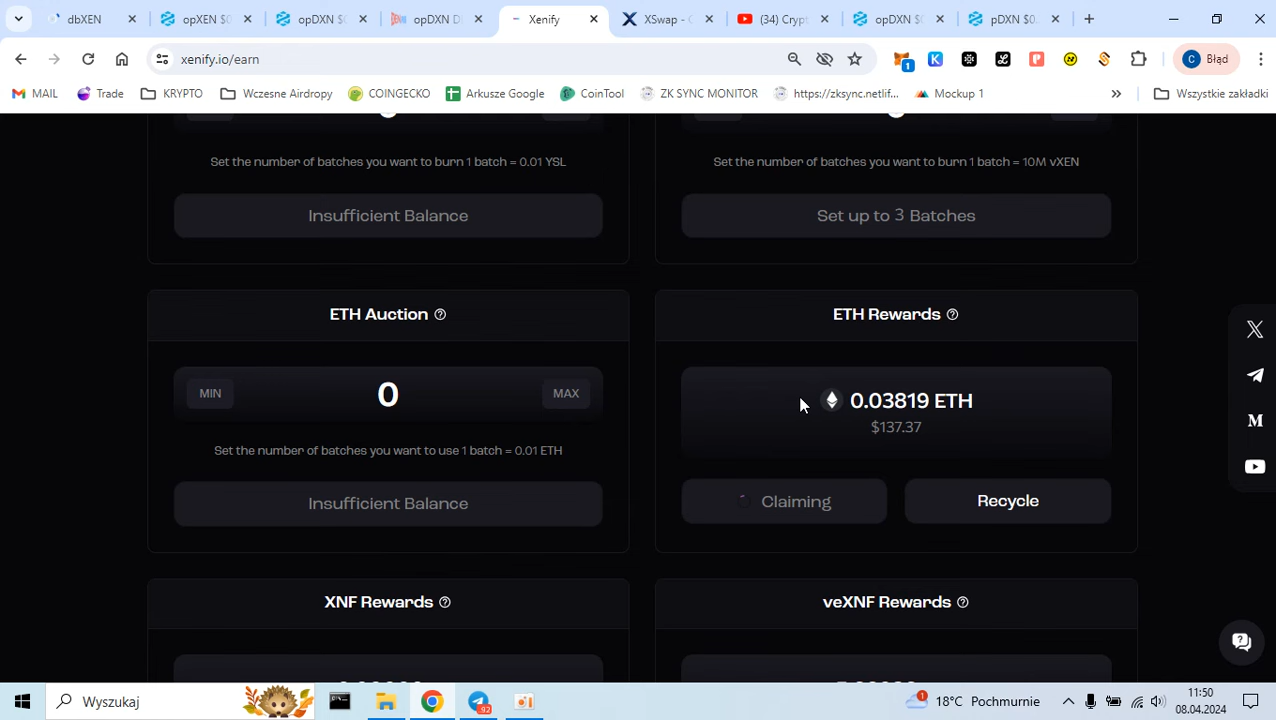 dbXEN
opXEN $0
opDXN $(
opDXN D
Xenify
XSwap - C
(34) Cryp
opDXN $(
pDXN $0.
xenify.io/earn
1
C Błąd
MAIL
Trade
KRYPTO
Wczesne Airdropy
COINGECKO
Arkusze Google
CoinTool
ZK SYNC MONITOR
https://zksync.netlif...
Mockup 1
»
Wszystkie zakładki
Set the number of batches you want to burn 1 batch = 0.01 YSL
Set the number of batches you want to burn 1 batch = 10M vXEN
Insufficient Balance
Set up to 3 Batches
ETH Auction
ETH Rewards
MIN
0
MAX
0.03819 ETH
$137.37
Set the number of batches you want to use 1 batch = 0.01 ETH
Insufficient Balance
Claiming
Recycle
XNF Rewards
veXNF Rewards
Wyszukaj
92
1
18°C Pochmurnie
11:50
08.04.2024